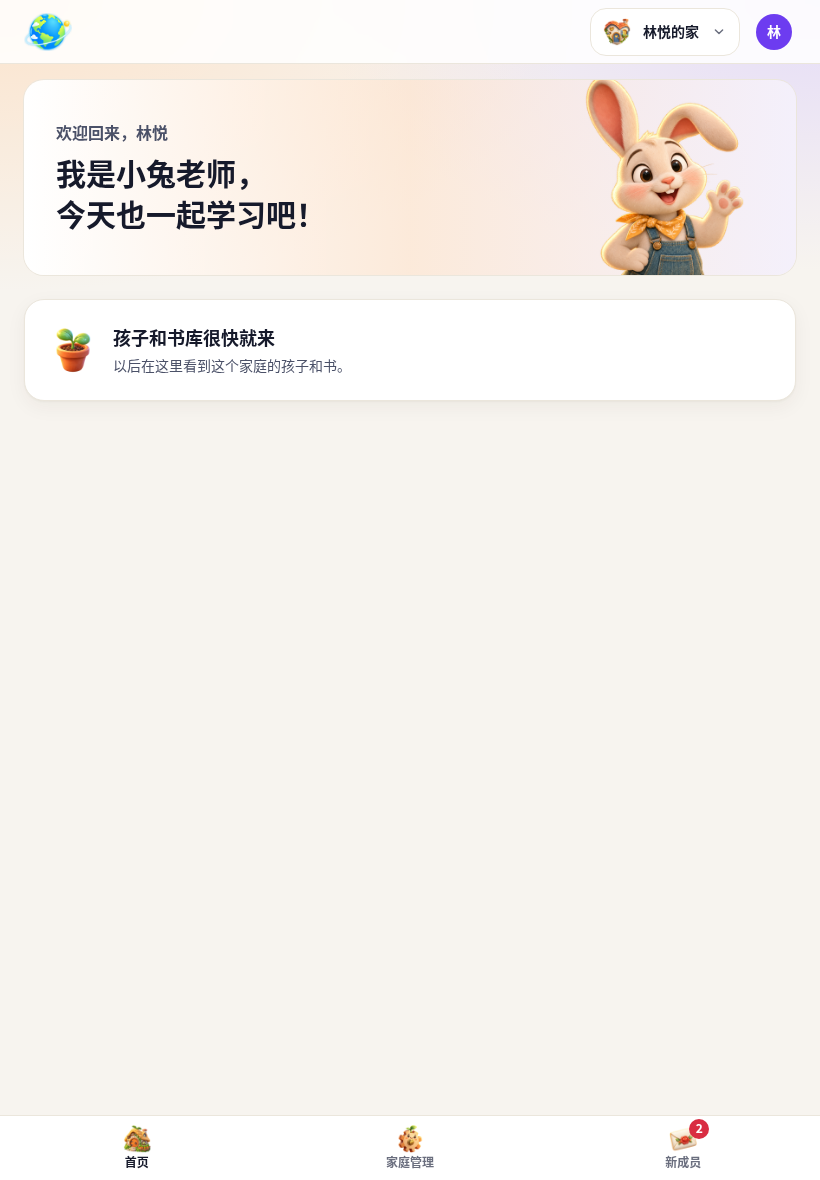 林悦的家
林
欢迎回来，林悦
我是小兔老师，
今天也一起学习吧！
孩子和书库很快就来
以后在这里看到这个家庭的孩子和书。
首页
家庭管理
2
新成员